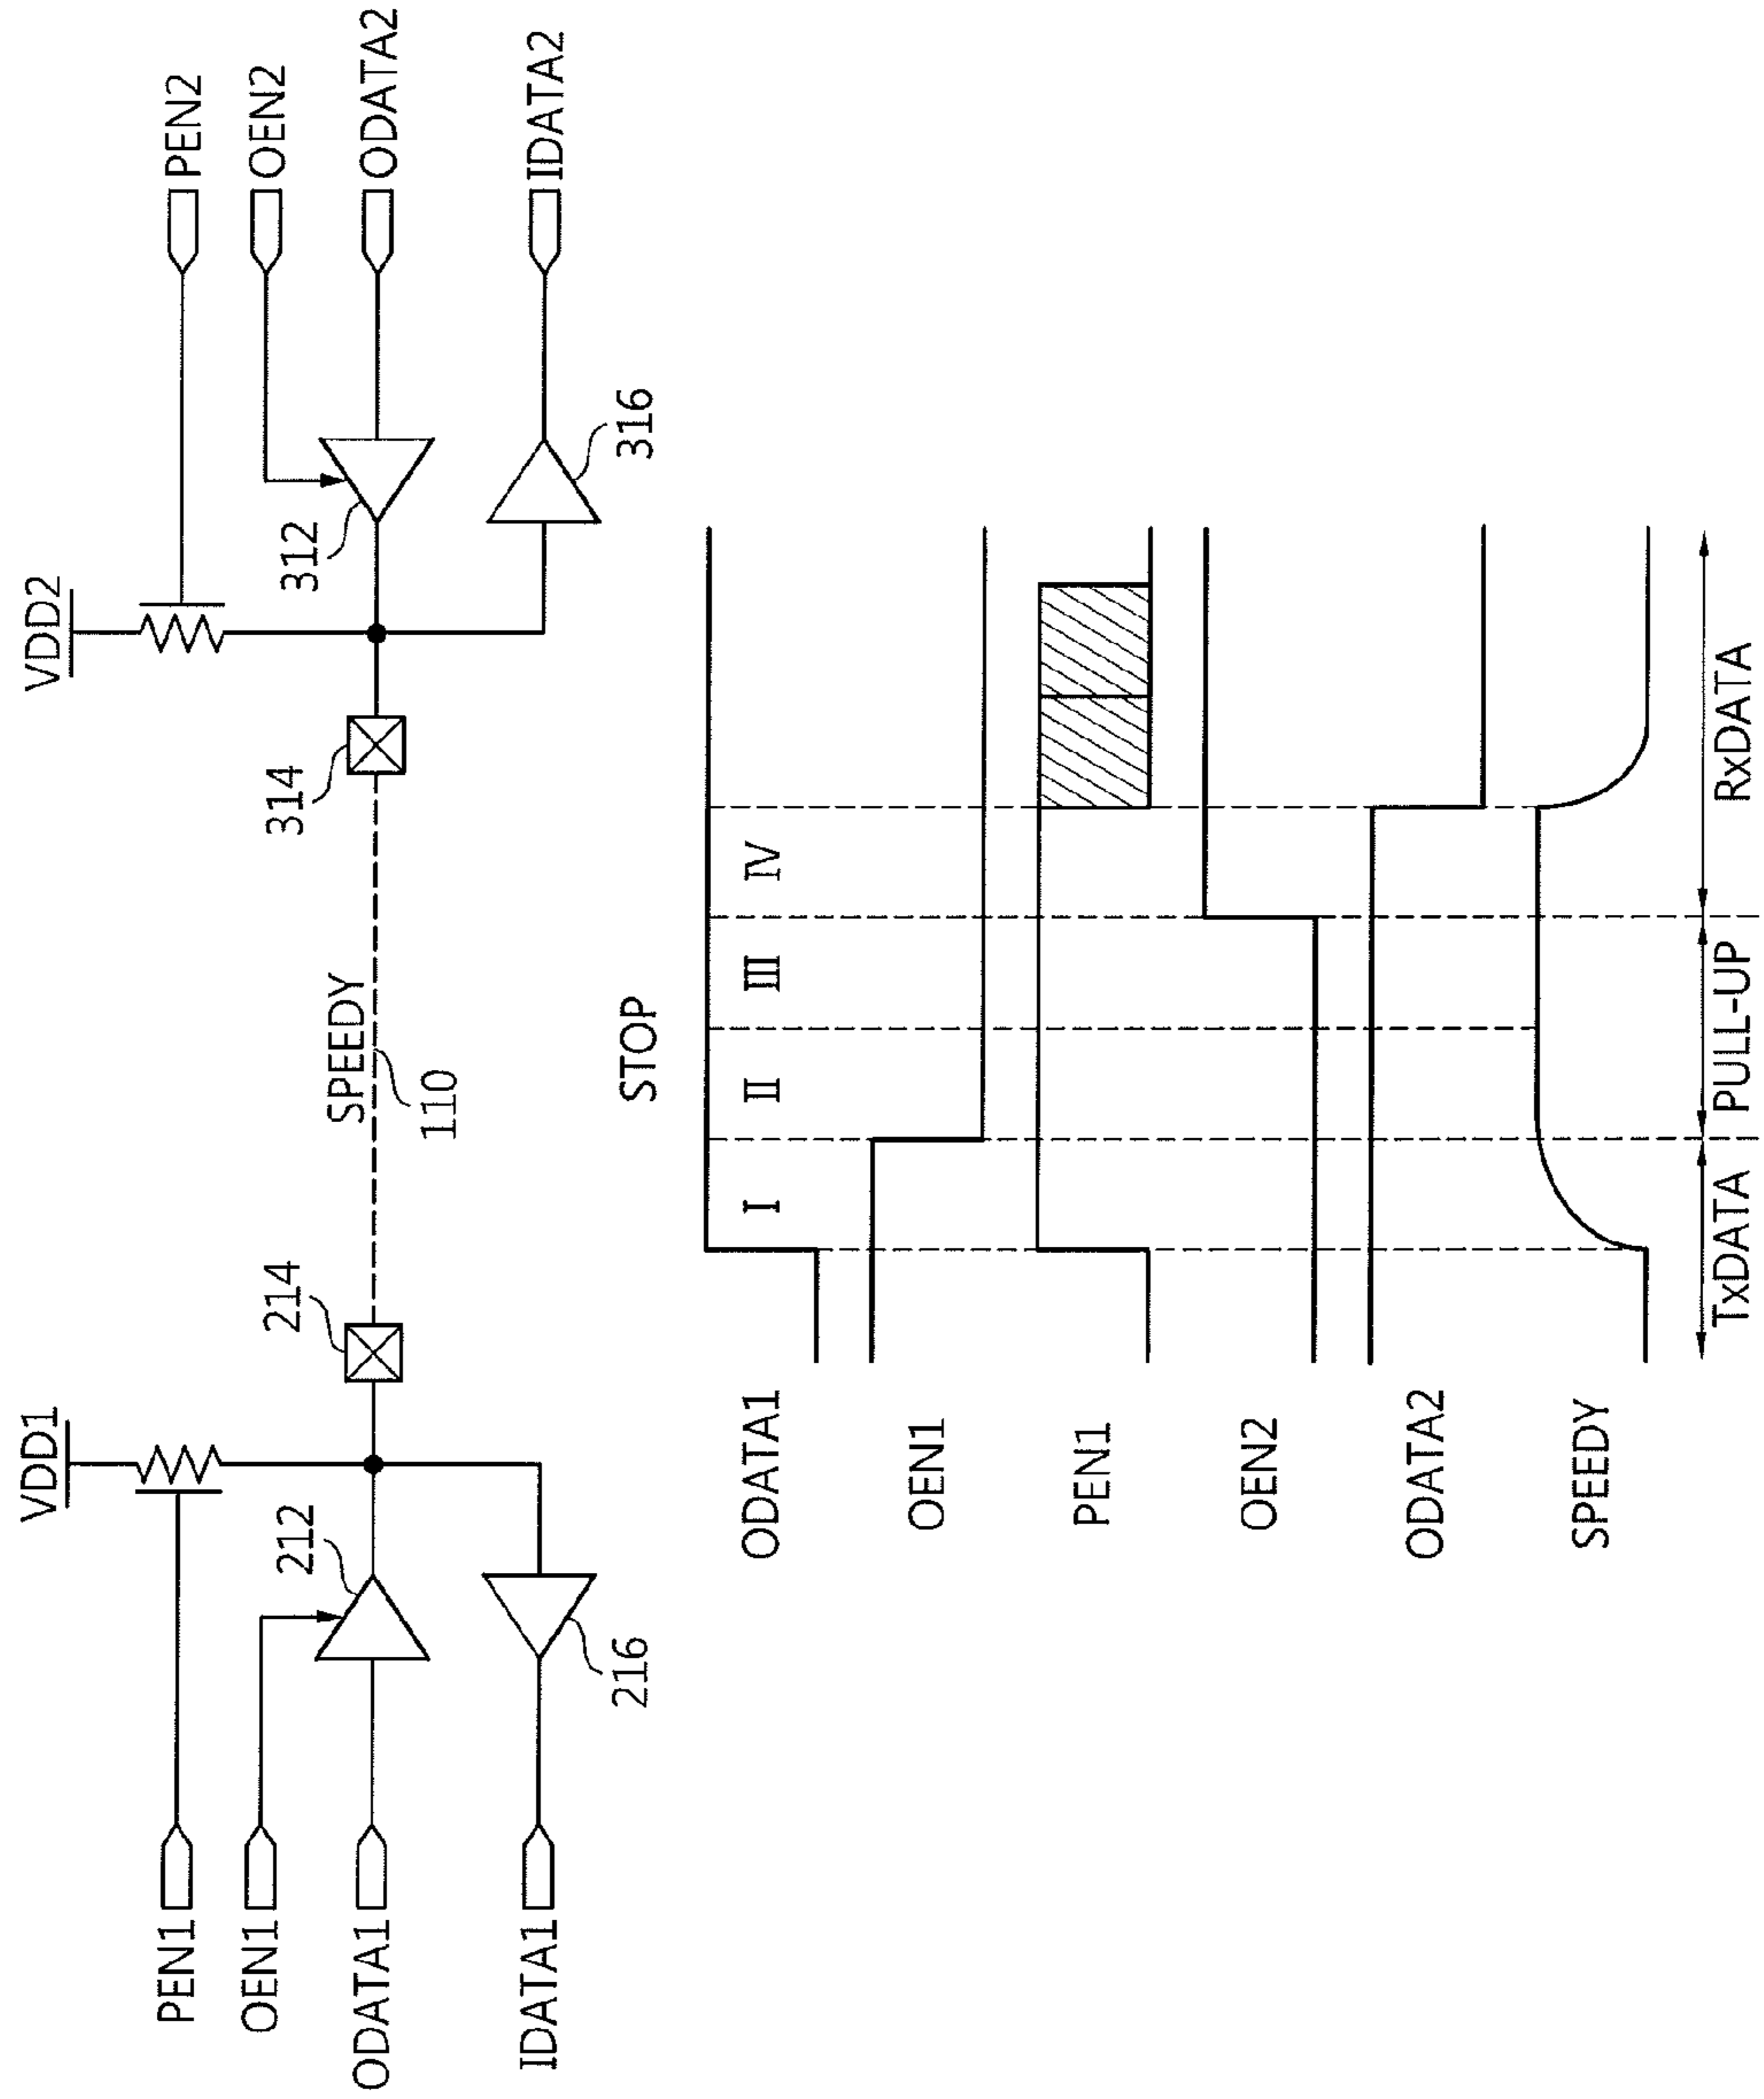 VDD1
VDD2
PEN1
PEN2
OEN1
212
SPEEDY
OEN2
ODATA1
214
110
314
312
ODATA2
IDATA1
216
316
IDATA2
STOP
ODATA1
I
II
III
IV
OEN1
PEN1
OEN2
ODATA2
SPEEDY
TxDATA
PULL-UP
RxDATA